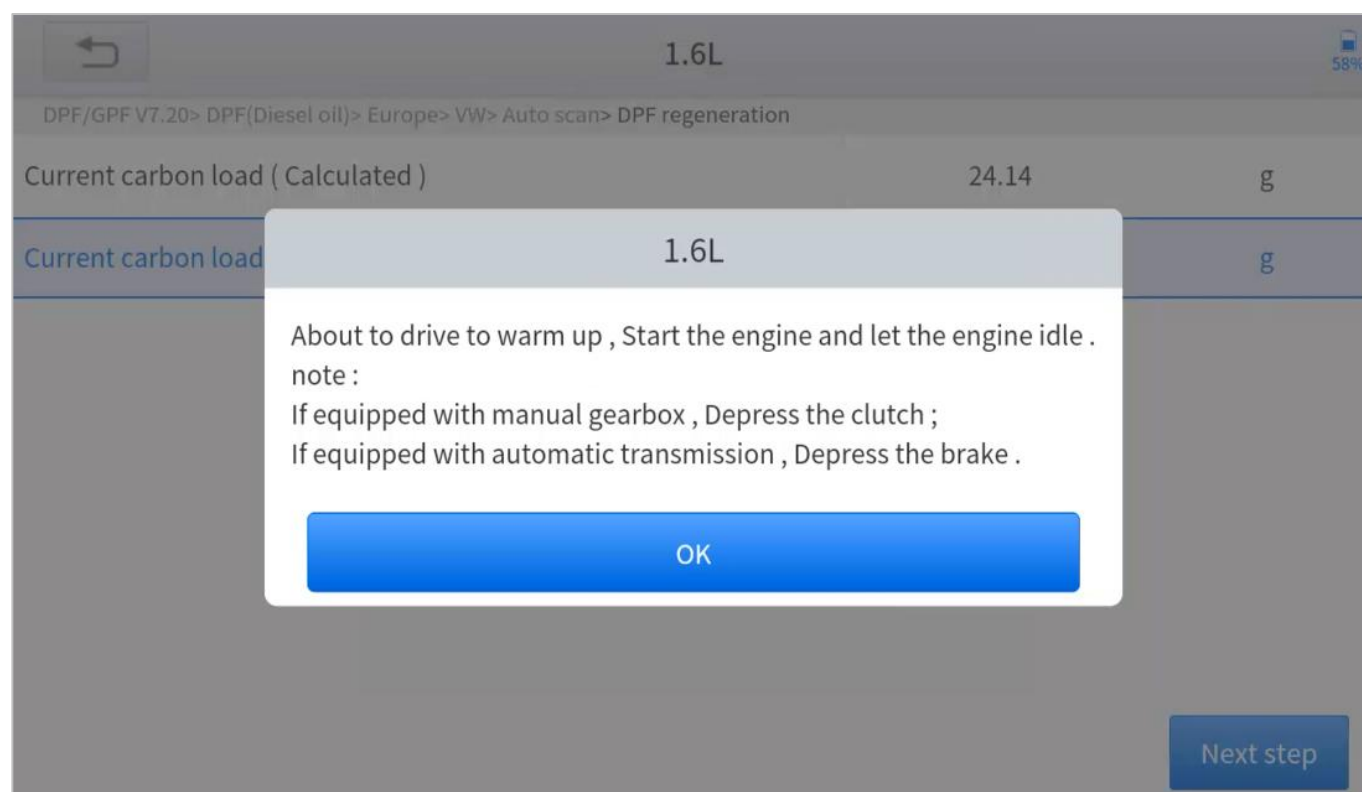 1.6L
58%
DPF/GPF V7.20> DPF(Diesel oil)> Europe> VW> Auto scan> DPF regeneration
Current carbon load ( Calculated ) 24.14 g
Current carbon load g
1.6L
About to drive to warm up , Start the engine and let the engine idle .
note :
If equipped with manual gearbox , Depress the clutch ;
If equipped with automatic transmission , Depress the brake .
OK
Next step